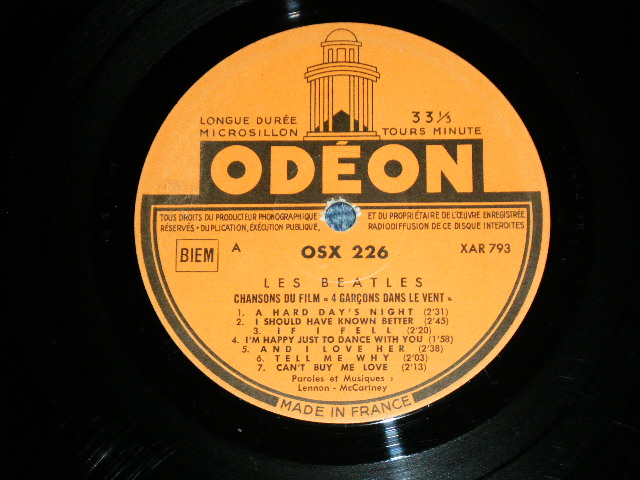 LONGUE DURÉE
MICROSILLON
33 1/3
TOURS MINUTE
ODÉON
TOUS DROITS DU PRODUCTEUR PHONOGRAPHIQUE
RÉSERVÉS • DUPLICATION, EXÉCUTION PUBLIQUE,
ET DU PROPRIÉTAIRE DE L'ŒUVRE ENREGISTRÉE
RADIODIFFUSION DE CE DISQUE INTERDITES
BIEM A OSX 226 XAR 793
LES BEATLES
CHANSONS DU FILM « 4 GARÇONS DANS LE VENT »
1. A HARD DAY'S NIGHT (2'31)
2. I SHOULD HAVE KNOWN BETTER (2'45)
3. IF I FELL (2'20)
4. I'M HAPPY JUST TO DANCE WITH YOU (1'58)
5. AND I LOVE HER (2'38)
6. TELL ME WHY (2'03)
7. CAN'T BUY ME LOVE (2'13)
Paroles et Musiques :
Lennon - McCartney
MADE IN FRANCE